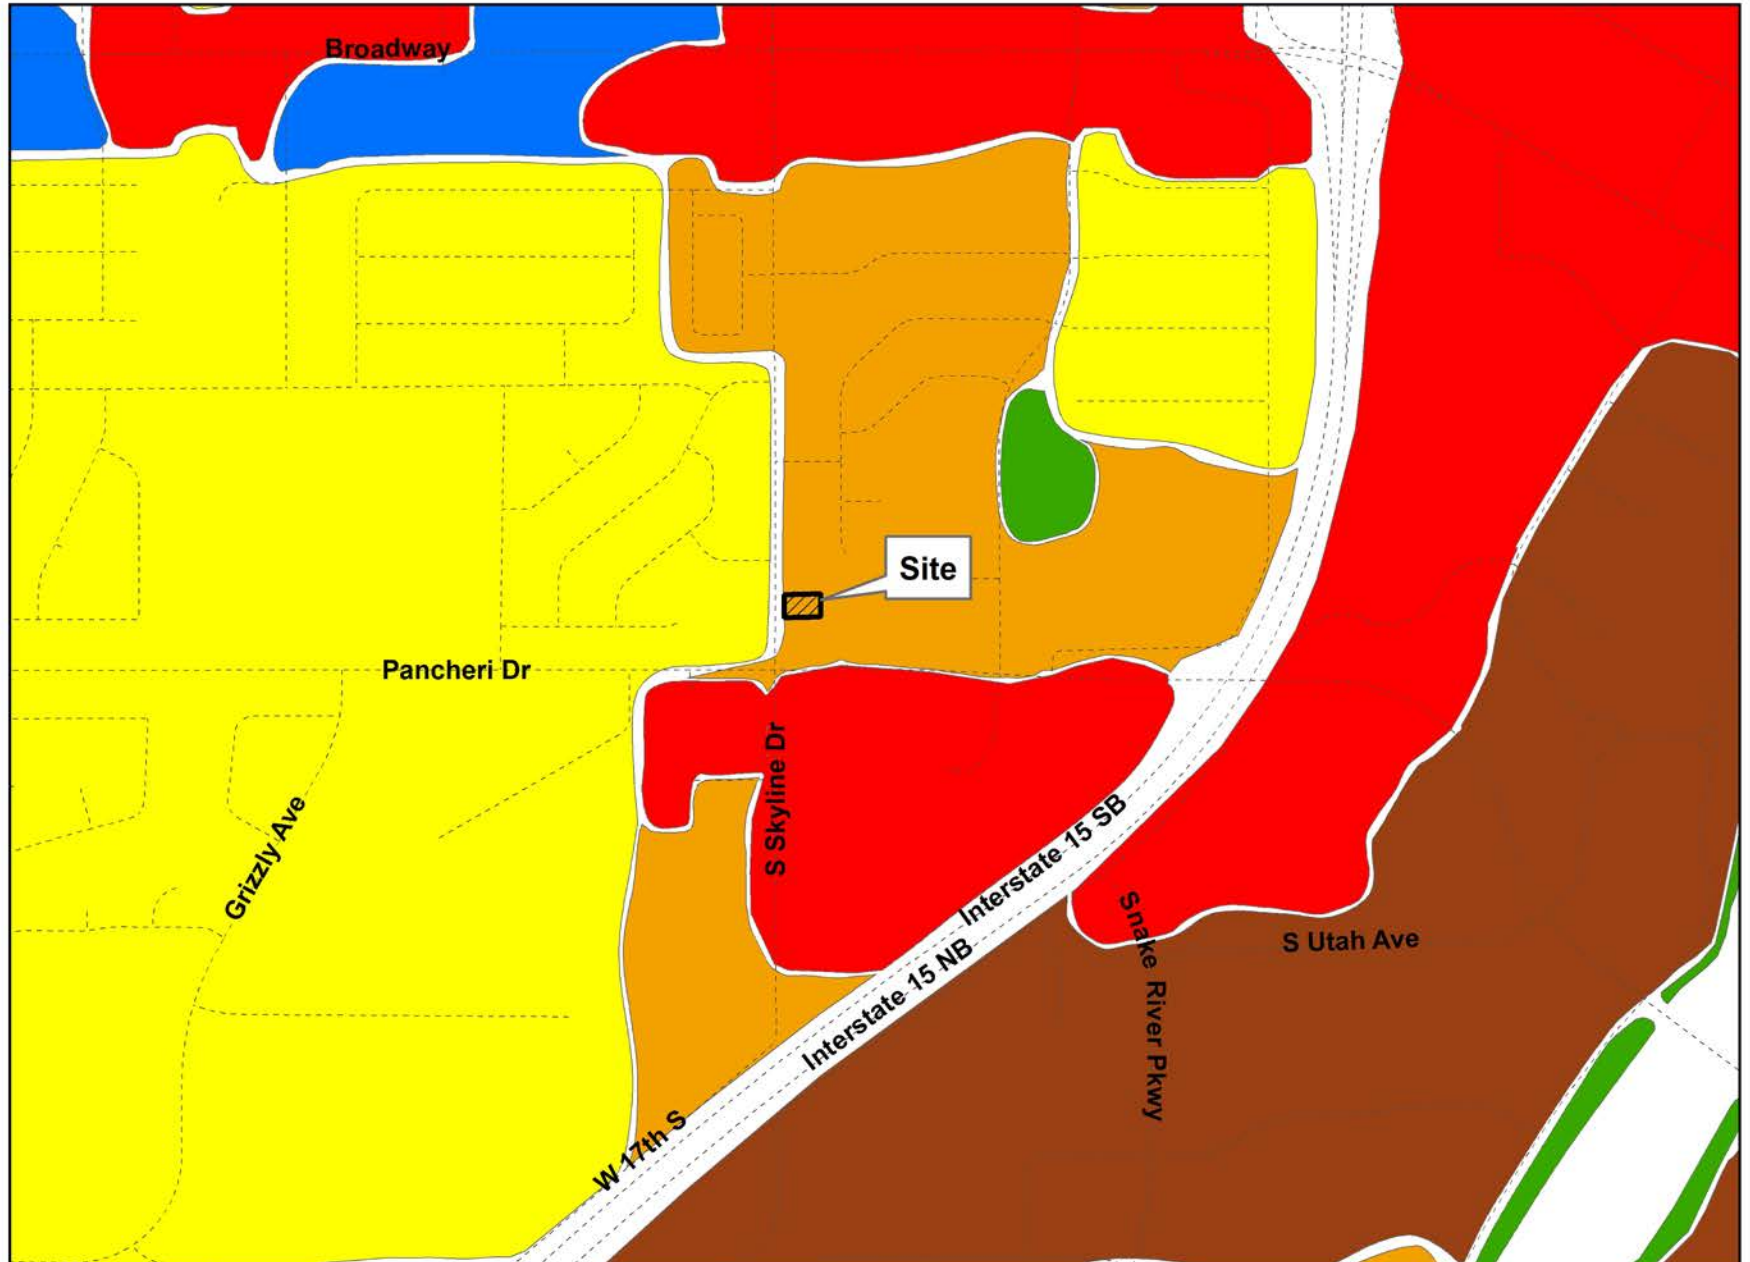 Broadway
Site
Pancheri Dr
S Skyline Dr
Grizzly Ave
Interstate 15 SB
Interstate 15 NB
Snake River Pkwy
S Utah Ave
W 17th S